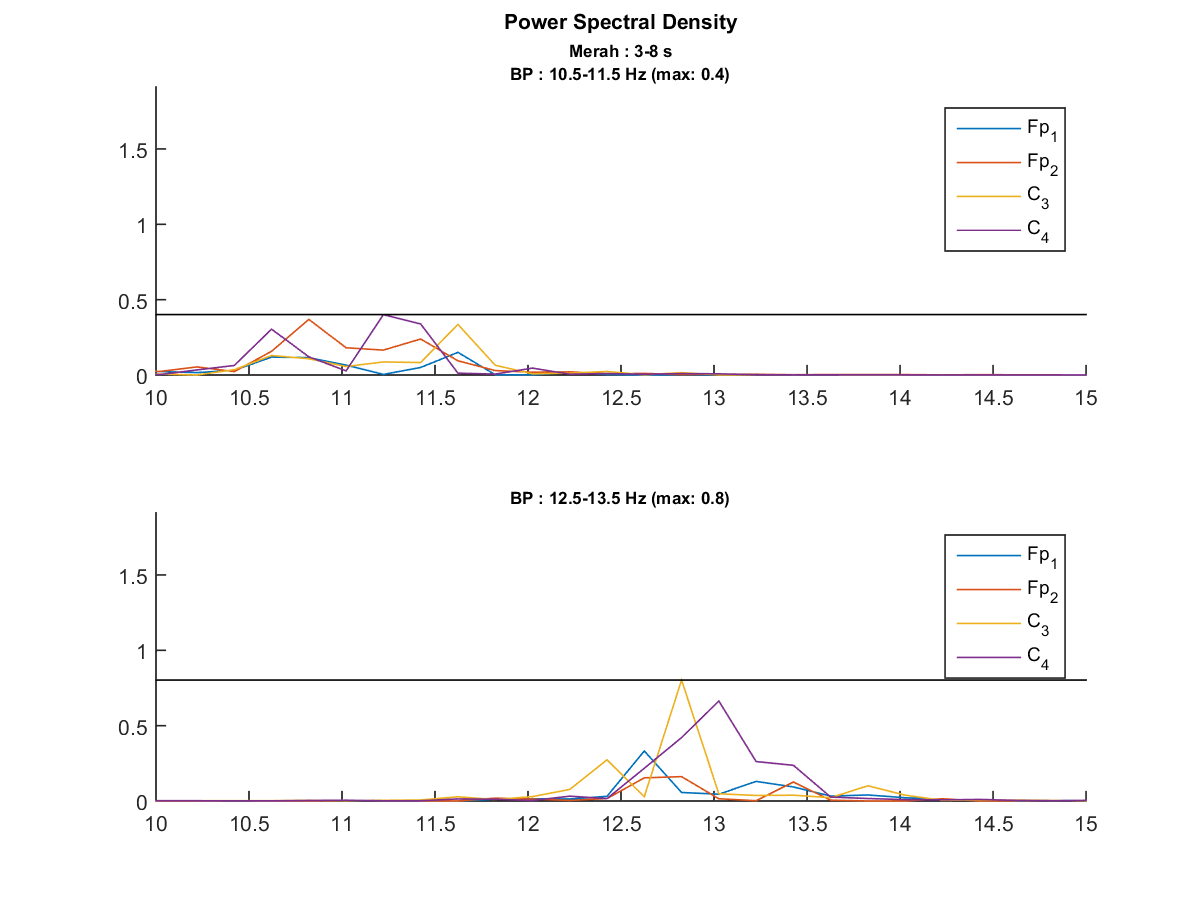 Power Spectral Density
Merah : 3-8 s
BP : 10.5-11.5 Hz (max: 0.4)
1.5
1
0.5
0
10 10.5 11 11.5 12 12.5 13 13.5 14 14.5 15
Fp1
Fp2
C3
C4
BP : 12.5-13.5 Hz (max: 0.8)
1.5
1
0.5
0
10 10.5 11 11.5 12 12.5 13 13.5 14 14.5 15
Fp1
Fp2
C3
C4